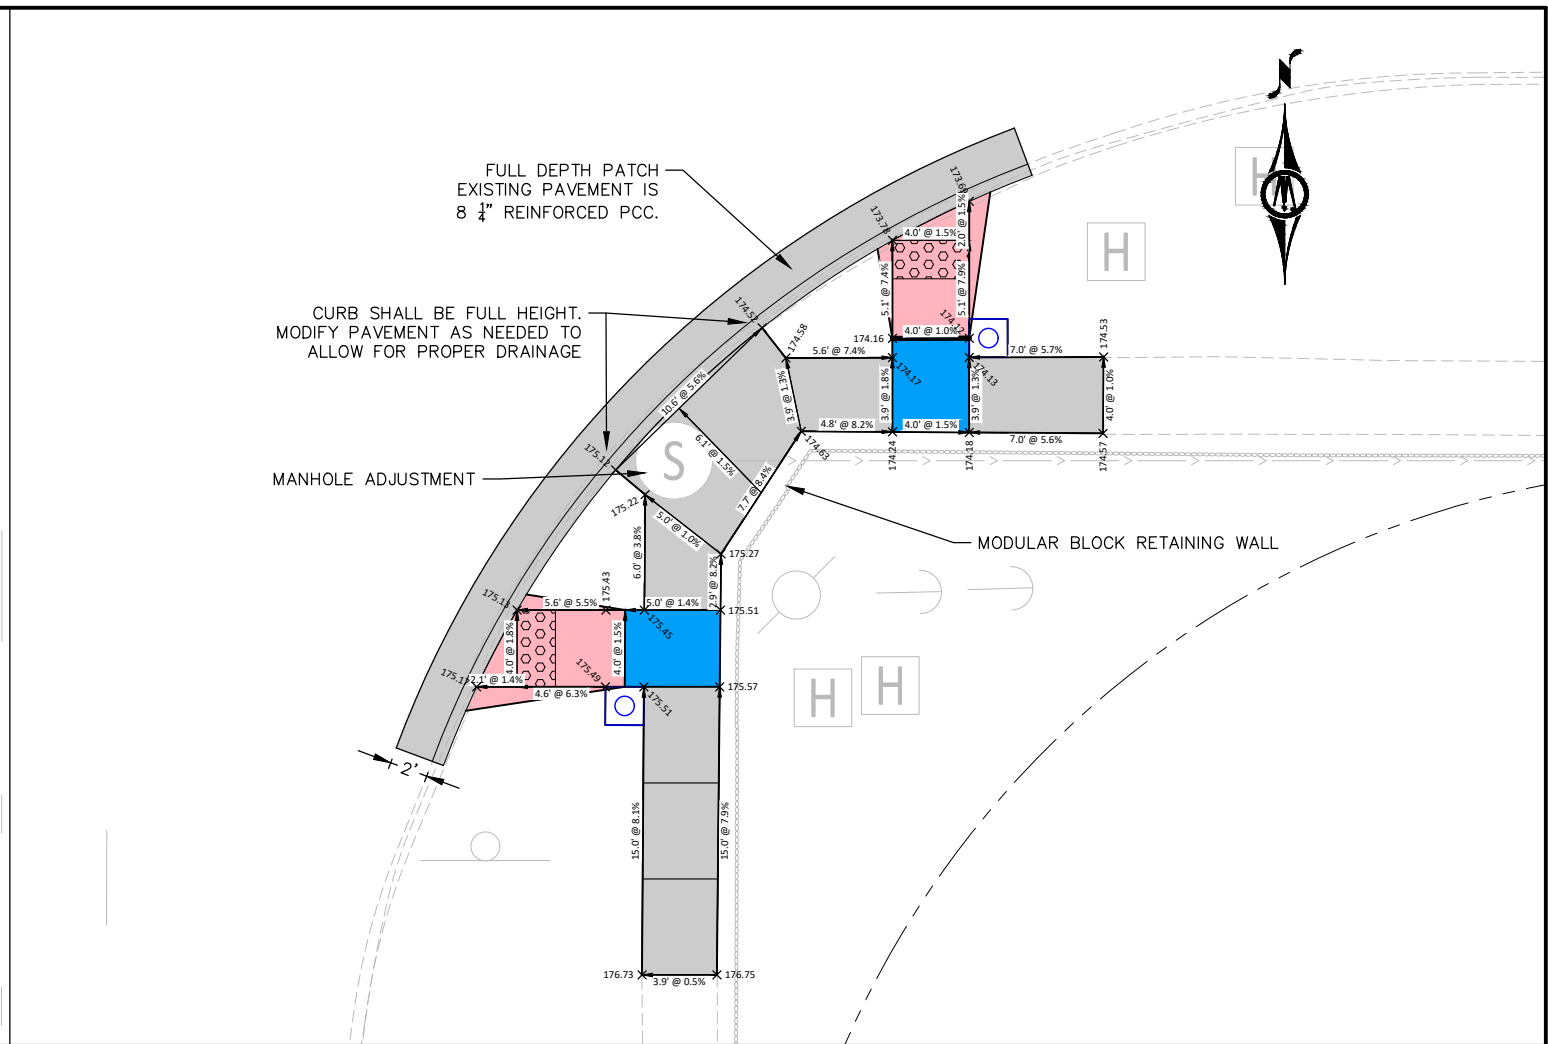 FULL DEPTH PATCH
EXISTING PAVEMENT IS
8 1/4" REINFORCED PCC.
CURB SHALL BE FULL HEIGHT.
MODIFY PAVEMENT AS NEEDED TO
ALLOW FOR PROPER DRAINAGE
MANHOLE ADJUSTMENT
MODULAR BLOCK RETAINING WALL
N
M
H
H
H
H
S
2'
173.78
4.0' @ 1.5%
2.0' @ 1.5%
5.1' @ 7.4%
5.1' @ 7.9%
174.16
4.0' @ 1.0%
174.52
174.58
5.6' @ 7.4%
3.9' @ 1.3%
3.9' @ 1.8%
174.17
3.9' @ 1.3%
174.13
7.0' @ 5.7%
174.53
4.0' @ 1.0%
10.6' @ 5.6%
4.8' @ 8.2%
4.0' @ 1.5%
7.0' @ 5.6%
174.63
174.24
174.18
174.57
6.1' @ 1.5%
7.7' @ 8.4%
175.12
175.22
5.0' @ 1.0%
175.27
6.0' @ 3.8%
2.9' @ 8.2%
175.43
175.13
5.6' @ 5.5%
5.0' @ 1.4%
175.51
175.45
4.0' @ 1.8%
4.0' @ 1.5%
175.49
2.1' @ 1.4%
4.6' @ 6.3%
175.57
175.51
15.0' @ 8.1%
15.0' @ 7.9%
176.73
3.9' @ 0.5%
176.75